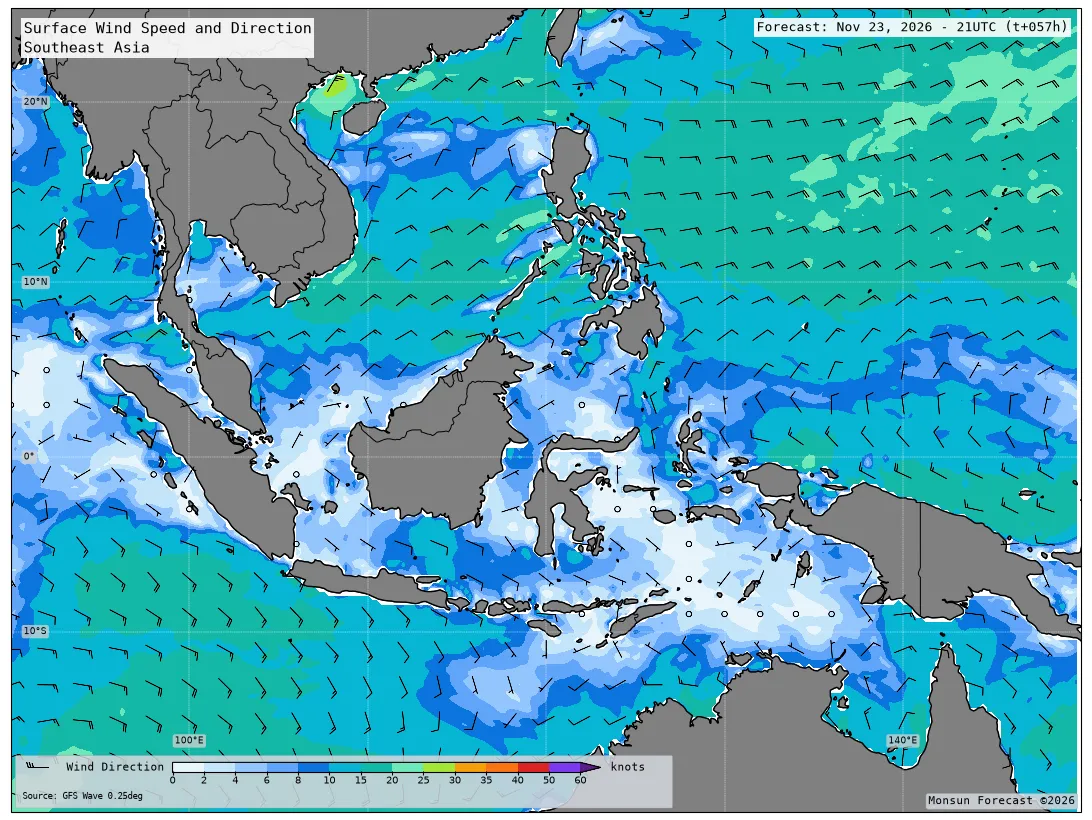 Surface Wind Speed and Direction
Southeast Asia
Forecast: Nov 23, 2026 - 21UTC (t+057h)
20°N
10°N
0°
10°S
100°E
140°E
Wind Direction
0 2 4 6 8 10 15 20 25 30 35 40 50 60
knots
Source: GFS Wave 0.25deg
Monsun Forecast ©2026